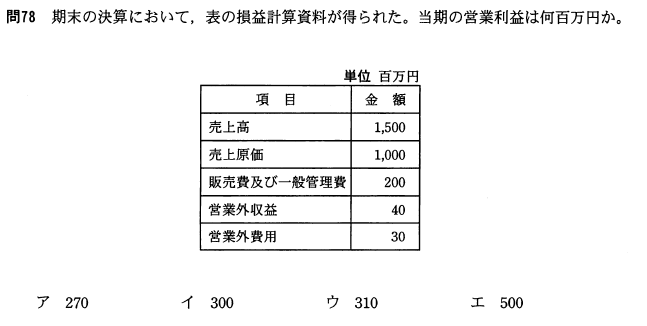 問78 期末の決算において，表の損益計算資料が得られた。当期の営業利益は何百万円か。
単位 百万円
項 目 金 額
売上高 1,500
売上原価 1,000
販売費及び一般管理費 200
営業外収益 40
営業外費用 30
ア 270 イ 300 ウ 310 エ 500